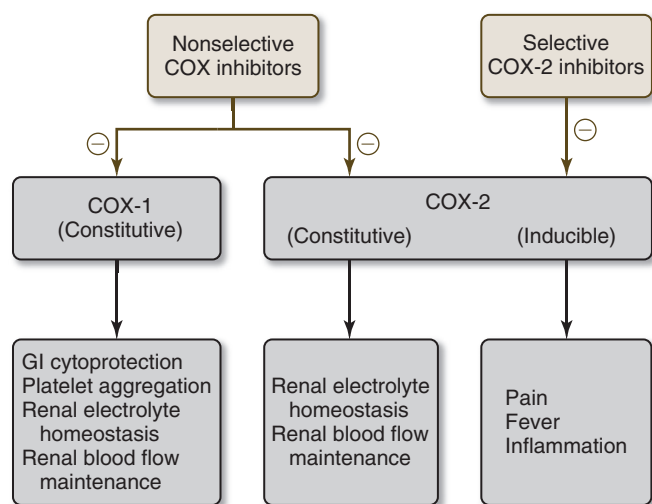 Nonselective
COX inhibitors
Selective
COX-2 inhibitors
−
−
−
COX-1
(Constitutive)
COX-2
(Constitutive)
(Inducible)
GI cytoprotection
Platelet aggregation
Renal electrolyte
homeostasis
Renal blood flow
maintenance
Renal electrolyte
homeostasis
Renal blood flow
maintenance
Pain
Fever
Inflammation